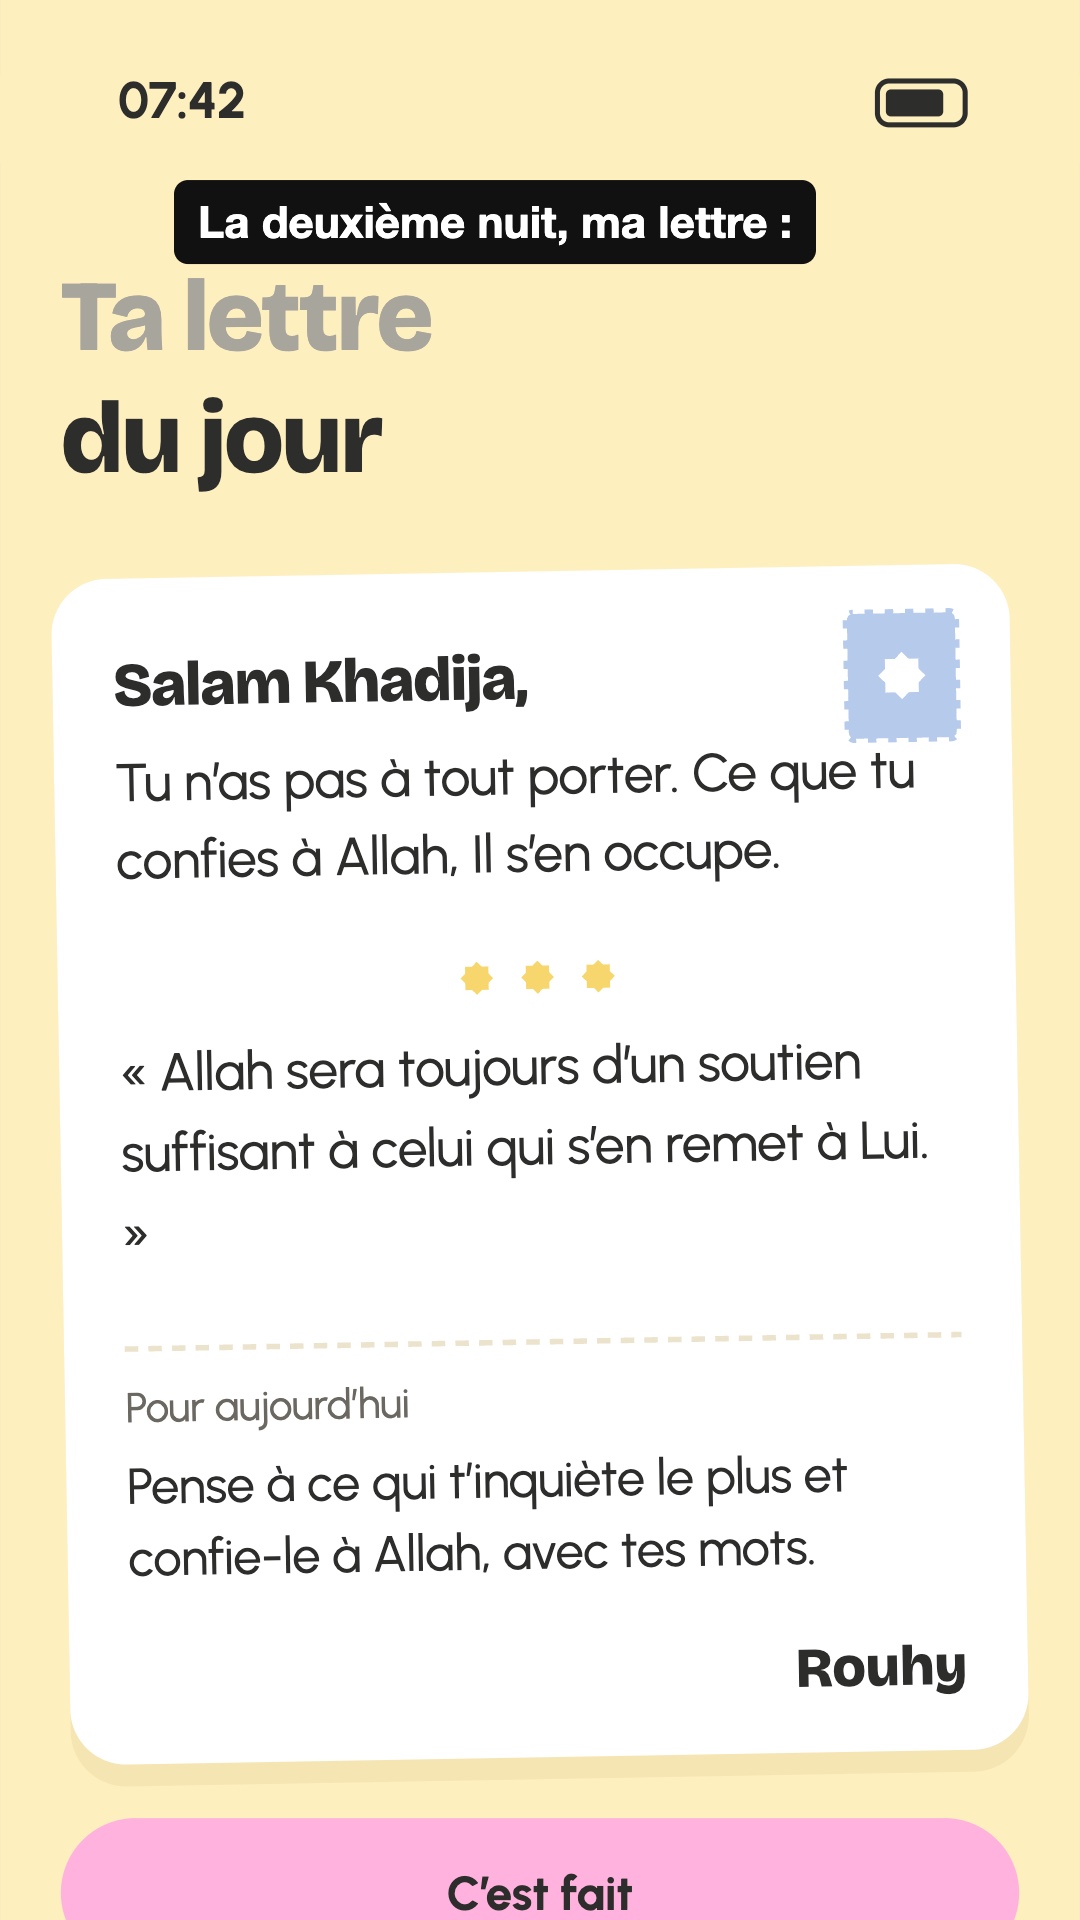 07:42
La deuxième nuit, ma lettre :
Ta lettre
du jour
Salam Khadija,
Tu n’as pas à tout porter. Ce que tu
confies à Allah, Il s’en occupe.
« Allah sera toujours d’un soutien
suffisant à celui qui s’en remet à Lui.
»
Pour aujourd’hui
Pense à ce qui t’inquiète le plus et
confie-le à Allah, avec tes mots.
Rouhy
C’est fait